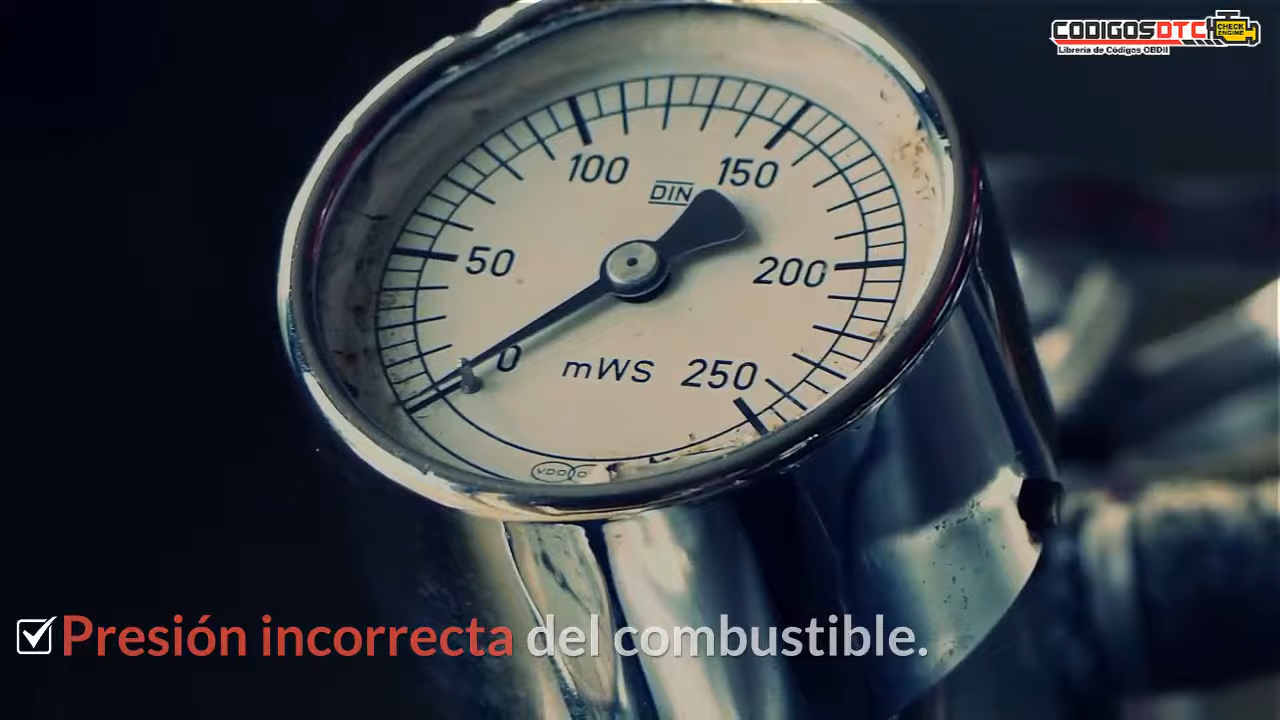 CODIGOSDTC
CHECK
ENGINE
Librería de Códigos OBDII
100
150
DIN
50
200
0
mWS
250
VDO
Presión incorrecta del combustible.